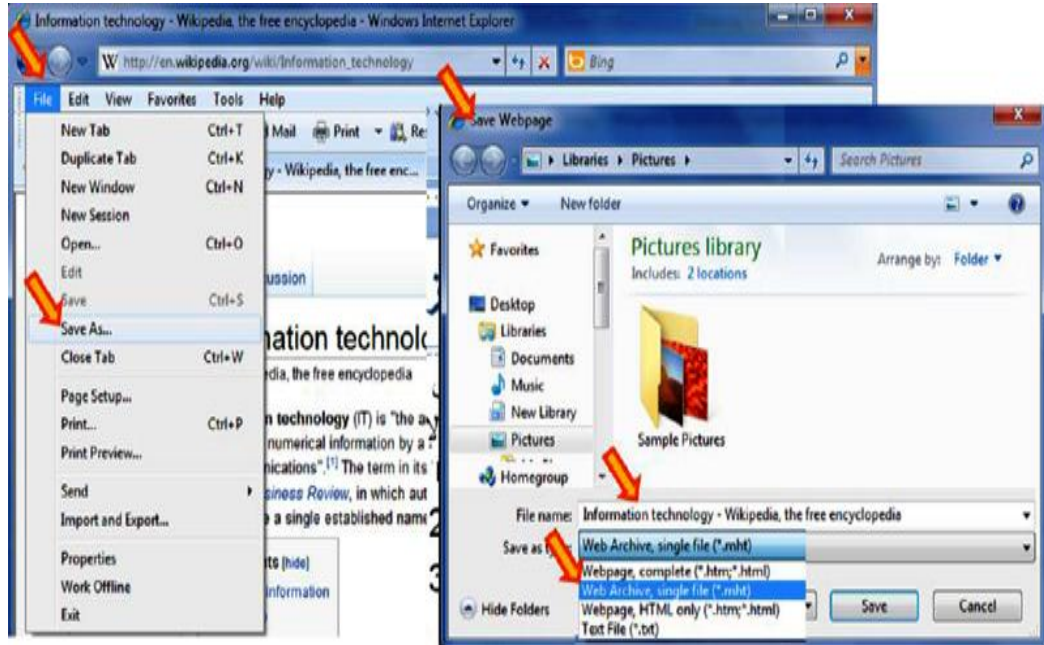 Information technology - Wikipedia, the free encyclopedia - Windows Internet Explorer
W http://en.wikipedia.org/wiki/Information_technology
Bing
File Edit View Favorites Tools Help
New Tab Ctrl+T
Duplicate Tab Ctrl+K
New Window Ctrl+N
New Session
Open... Ctrl+O
Edit
Save Ctrl+S
Save As...
Close Tab Ctrl+W
Page Setup...
Print... Ctrl+P
Print Preview...
Send
Import and Export...
Properties
Work Offline
Exit
Mail Print Re
y - Wikipedia, the free enc...
ussion
nation technolo
edia, the free encyclopedia
n technology (IT) is "the a
numerical information by a
nications".[1] The term in its
siness Review, in which aut
a single established name
ts [hide]
information
Save Webpage
Libraries Pictures
Search Pictures
Organize New folder
Favorites
Desktop
Libraries
Documents
Music
New Library
Pictures
Homegroup
Pictures library
Includes: 2 locations
Arrange by: Folder
Sample Pictures
File name: Information technology - Wikipedia, the free encyclopedia
Save as type: Web Archive, single file (*.mht)
Webpage, complete (*.htm;*.html)
Web Archive, single file (*.mht)
Webpage, HTML only (*.htm;*.html)
Text File (*.txt)
Hide Folders
Save Cancel